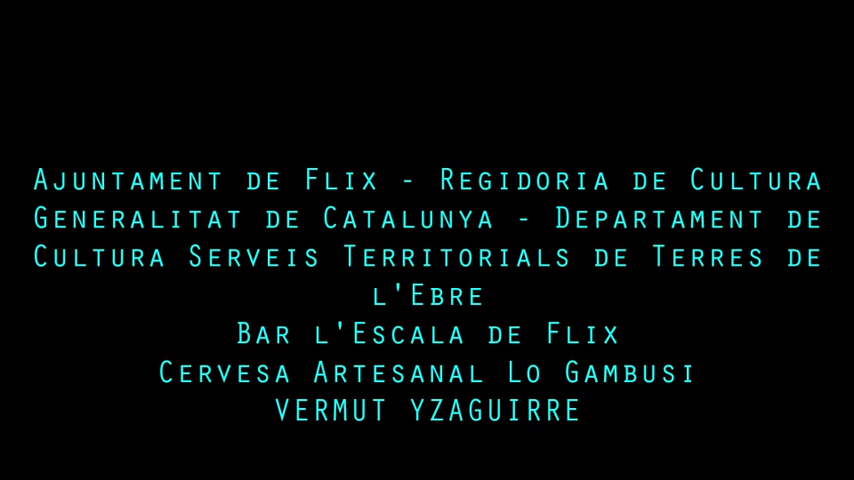 Ajuntament de Flix - Regidoria de Cultura
Generalitat de Catalunya - Departament de
Cultura Serveis Territorials de Terres de
l'Ebre
Bar l'Escala de Flix
Cervesa Artesanal Lo Gambusi
VERMUT YZAGUIRRE